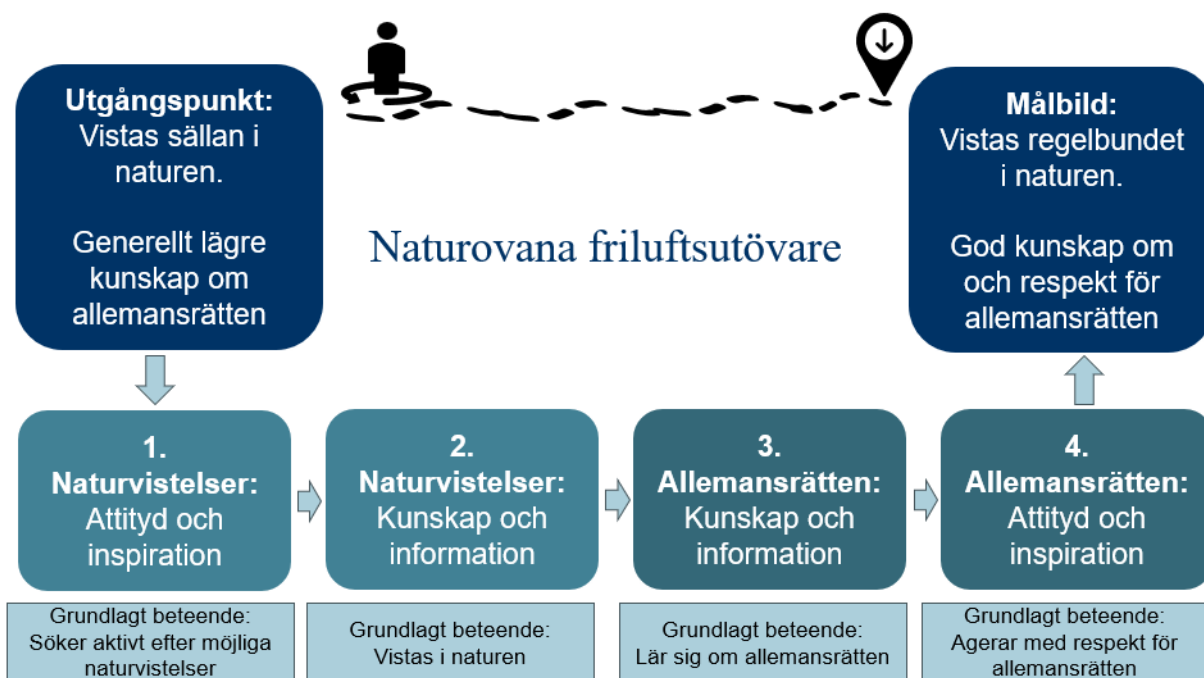 Utgångspunkt:
Vistas sällan i
naturen.
Generellt lägre
kunskap om
allemansrätten
Naturovana friluftsutövare
Målbild:
Vistas regelbundet
i naturen.
God kunskap om
och respekt för
allemansrätten
1.
Naturvistelser:
Attityd och
inspiration
2.
Naturvistelser:
Kunskap och
information
3.
Allemansrätten:
Kunskap och
information
4.
Allemansrätten:
Attityd och
inspiration
Grundlagt beteende:
Söker aktivt efter möjliga
naturvistelser
Grundlagt beteende:
Vistas i naturen
Grundlagt beteende:
Lär sig om allemansrätten
Grundlagt beteende:
Agerar med respekt för
allemansrätten